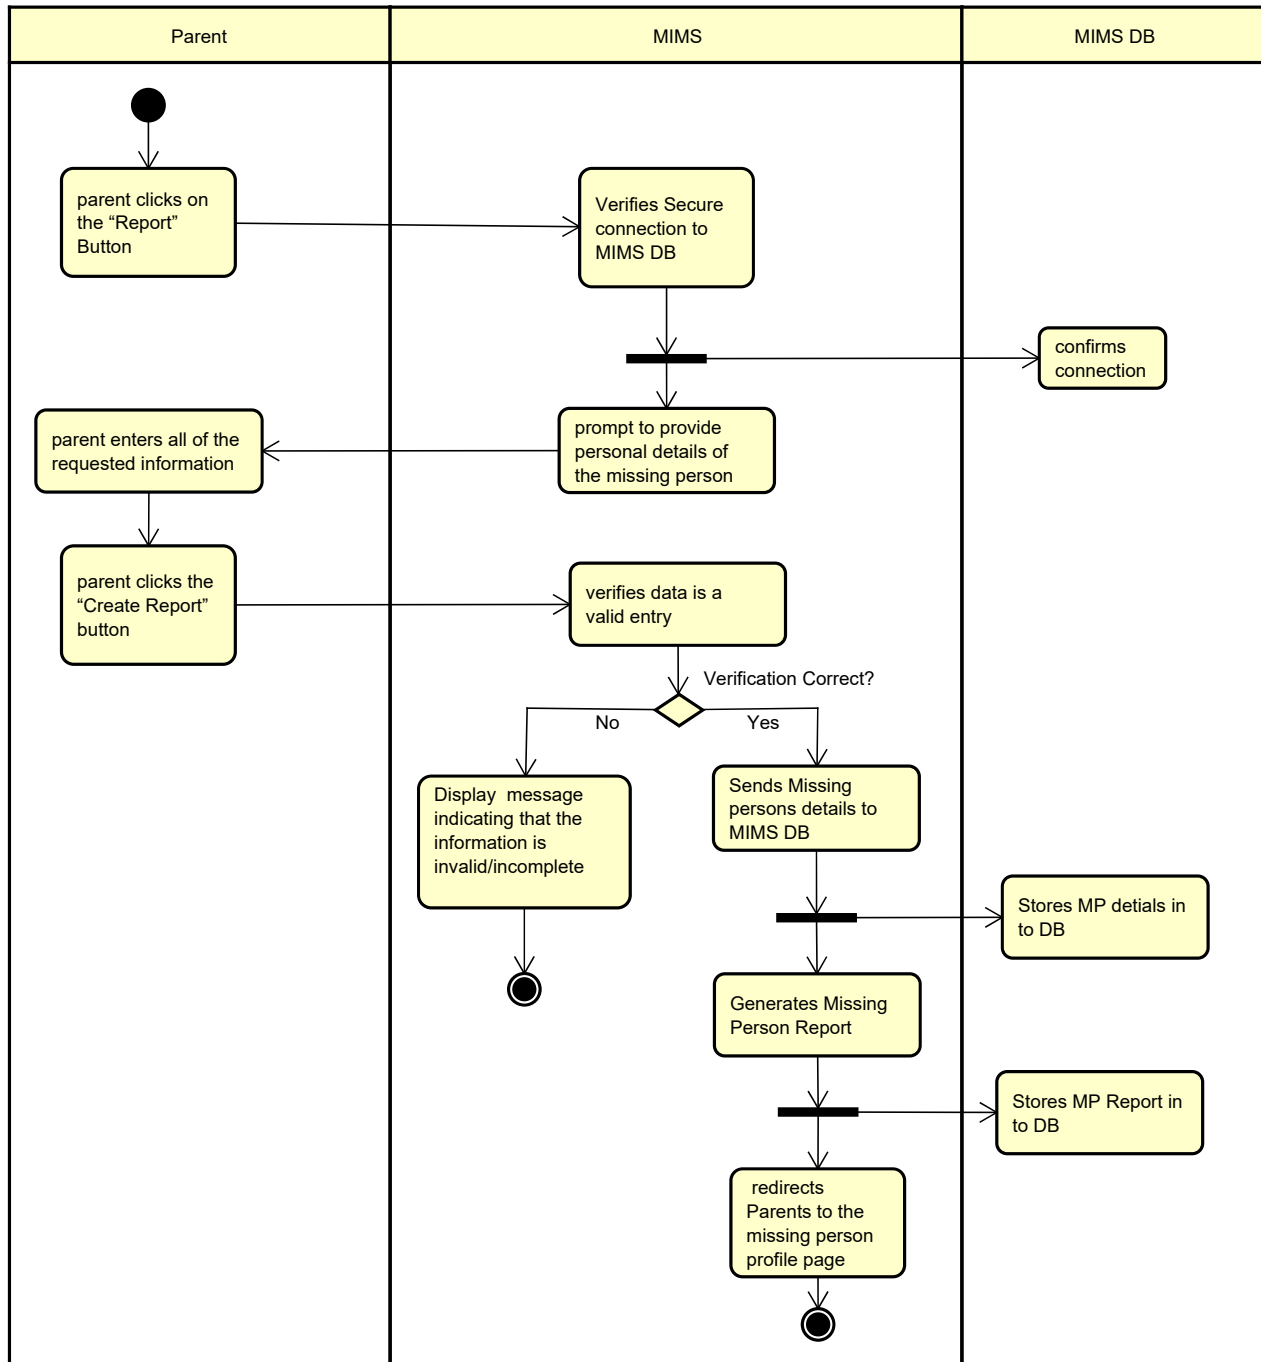 Parent
MIMS
MIMS DB
parent clicks on
the “Report”
Button
Verifies Secure
connection to
MIMS DB
confirms
connection
parent enters all of the
requested information
prompt to provide
personal details of
the missing person
parent clicks the
“Create Report”
button
verifies data is a
valid entry
Verification Correct?
No
Yes
Display  message
indicating that the
information is
invalid/incomplete
Sends Missing
persons details to
MIMS DB
Stores MP detials in
to DB
Generates Missing
Person Report
Stores MP Report in
to DB
redirects
Parents to the
missing person
profile page